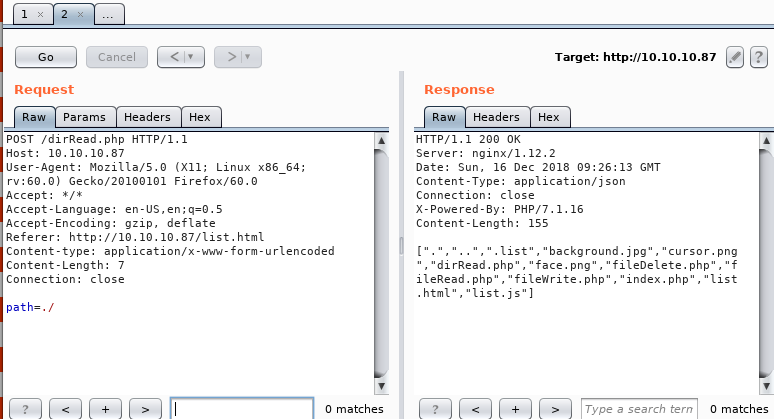 1 × 2 × ...
Go Cancel < > Target: http://10.10.10.87 ?
Request
Raw Params Headers Hex
POST /dirRead.php HTTP/1.1
Host: 10.10.10.87
User-Agent: Mozilla/5.0 (X11; Linux x86_64;
rv:60.0) Gecko/20100101 Firefox/60.0
Accept: */*
Accept-Language: en-US,en;q=0.5
Accept-Encoding: gzip, deflate
Referer: http://10.10.10.87/list.html
Content-type: application/x-www-form-urlencoded
Content-Length: 7
Connection: close
path=./
? < + > 0 matches
Response
Raw Headers Hex
HTTP/1.1 200 OK
Server: nginx/1.12.2
Date: Sun, 16 Dec 2018 09:26:13 GMT
Content-Type: application/json
Connection: close
X-Powered-By: PHP/7.1.16
Content-Length: 155
[".","..",".list","background.jpg","cursor.png
","dirRead.php","face.png","fileDelete.php","f
ileRead.php","fileWrite.php","index.php","list
.html","list.js"]
? < + > Type a search term 0 matches